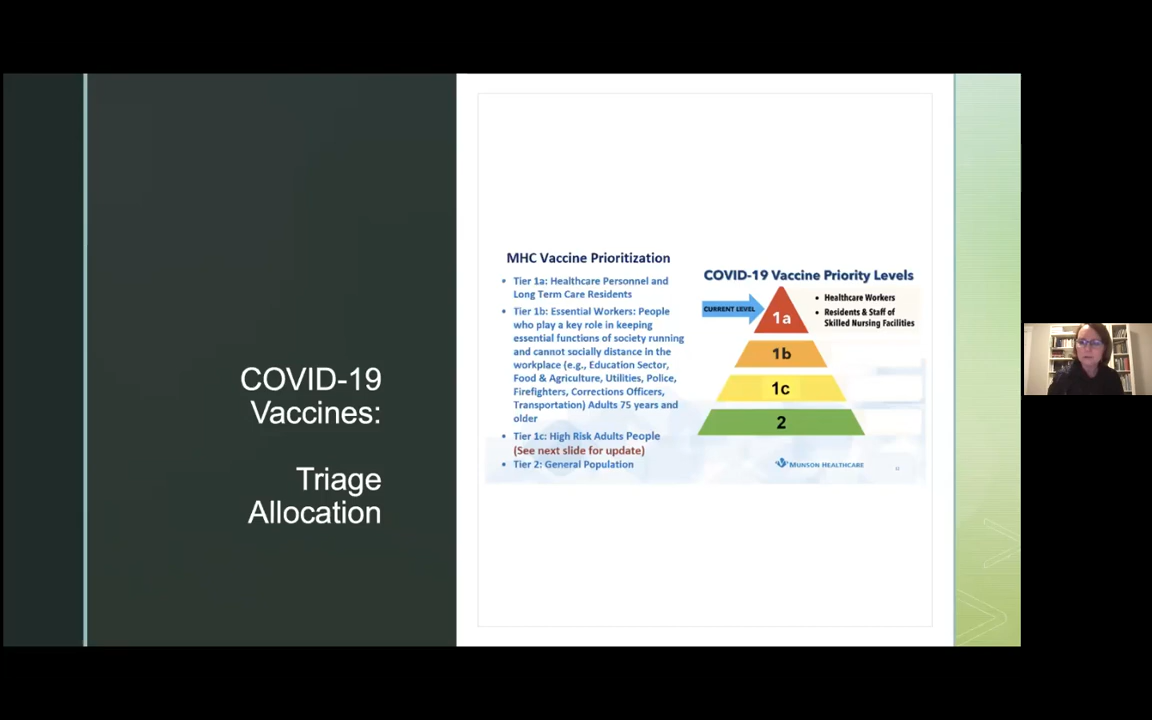 COVID-19
Vaccines:
Triage
Allocation
MHC Vaccine Prioritization
• Tier 1a: Healthcare Personnel and
Long Term Care Residents
• Tier 1b: Essential Workers: People
who play a key role in keeping
essential functions of society running
and cannot socially distance in the
workplace (e.g., Education Sector,
Food & Agriculture, Utilities, Police,
Firefighters, Corrections Officers,
Transportation) Adults 75 years and
older
• Tier 1c: High Risk Adults People
(See next slide for update)
• Tier 2: General Population
COVID-19 Vaccine Priority Levels
CURRENT LEVEL
1a
• Healthcare Workers
• Residents & Staff of
Skilled Nursing Facilities
1b
1c
2
MUNSON HEALTHCARE